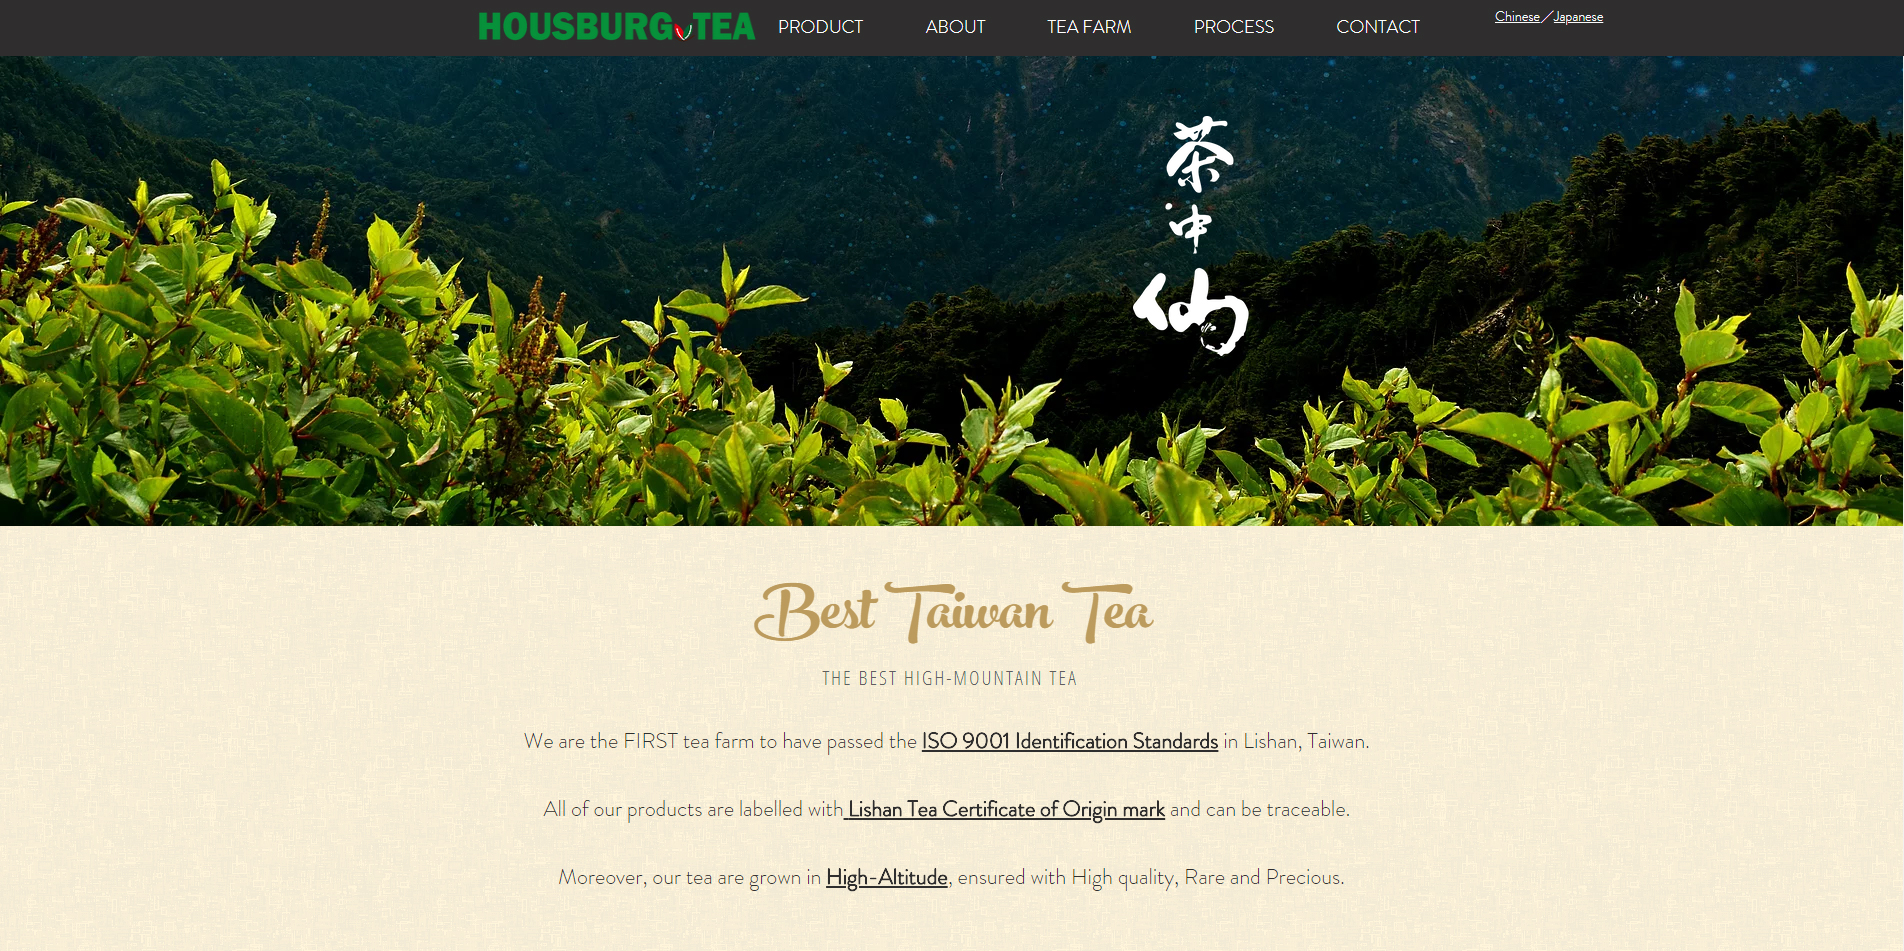 HOUSBURG TEA
PRODUCT
ABOUT
TEA FARM
PROCESS
CONTACT
Chinese／Japanese
茶
中
仙
Best Taiwan Tea
THE BEST HIGH-MOUNTAIN TEA
We are the FIRST tea farm to have passed the ISO 9001 Identification Standards in Lishan, Taiwan.
All of our products are labelled with Lishan Tea Certificate of Origin mark and can be traceable.
Moreover, our tea are grown in High-Altitude, ensured with High quality, Rare and Precious.